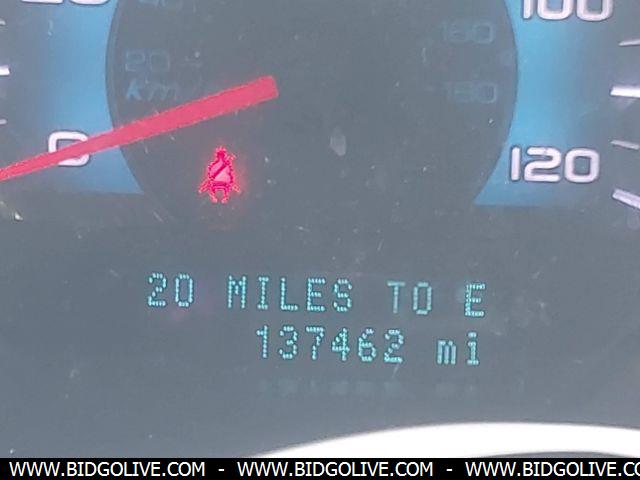 100
20 160
km/h 180
0 120
20 MILES TO E
137462 mi
WWW.BIDGOLIVE.COM - WWW.BIDGOLIVE.COM - WWW.BIDGOLIVE.CO